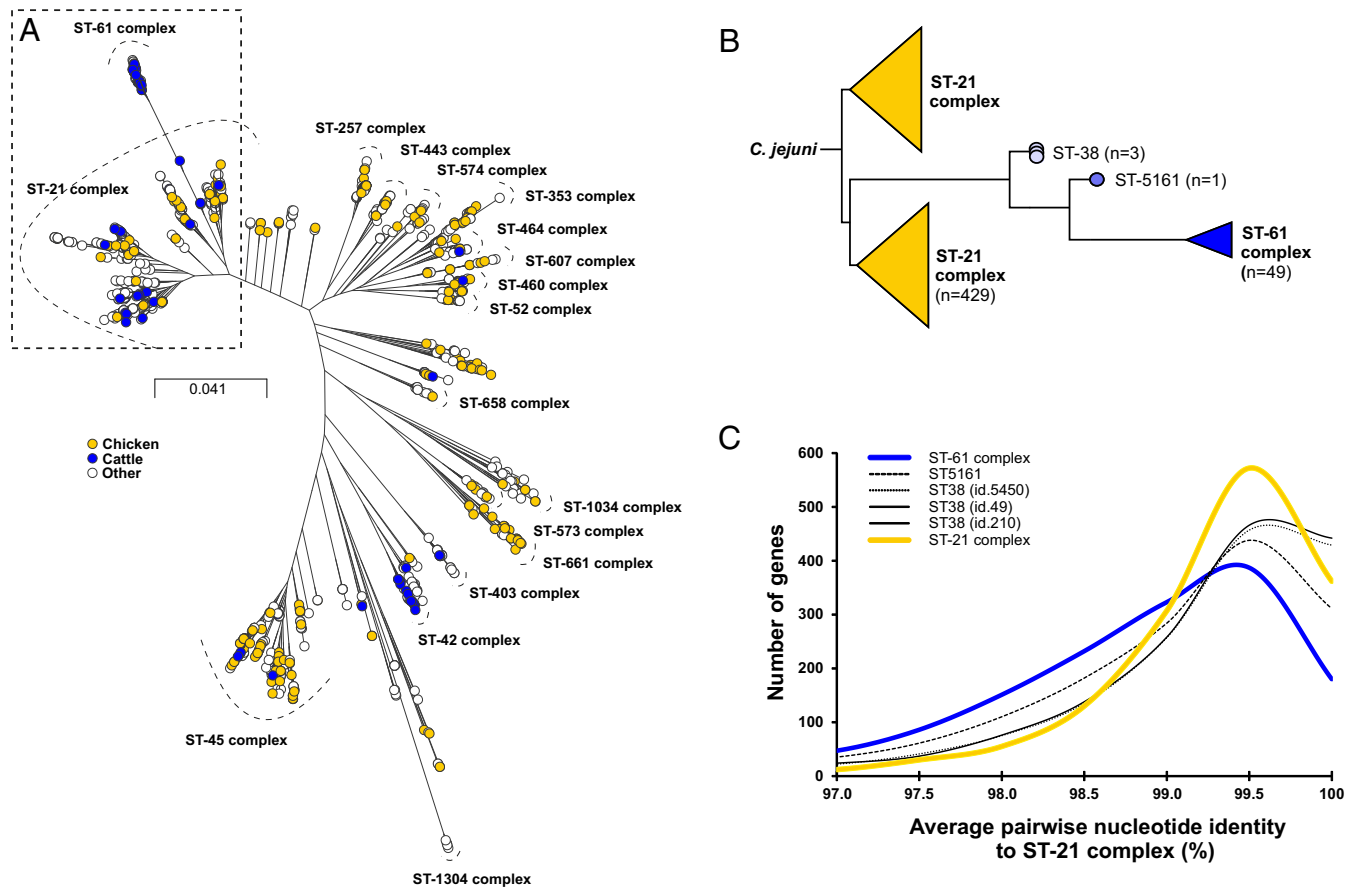 A
ST-61 complex
ST-21 complex
ST-257 complex
ST-443 complex
ST-574 complex
ST-353 complex
ST-464 complex
ST-607 complex
ST-460 complex
ST-52 complex
0.041
ST-658 complex
Chicken
Cattle
Other
ST-1034 complex
ST-573 complex
ST-661 complex
ST-403 complex
ST-42 complex
ST-45 complex
ST-1304 complex
B
C. jejuni
ST-21
complex
ST-38 (n=3)
ST-5161 (n=1)
ST-61
complex
(n=49)
ST-21
complex
(n=429)
C
ST-61 complex
ST5161
ST38 (id.5450)
ST38 (id.49)
ST38 (id.210)
ST-21 complex
Number of genes
600
500
400
300
200
100
0
97.0 97.5 98.0 98.5 99.0 99.5 100
Average pairwise nucleotide identity
to ST-21 complex (%)